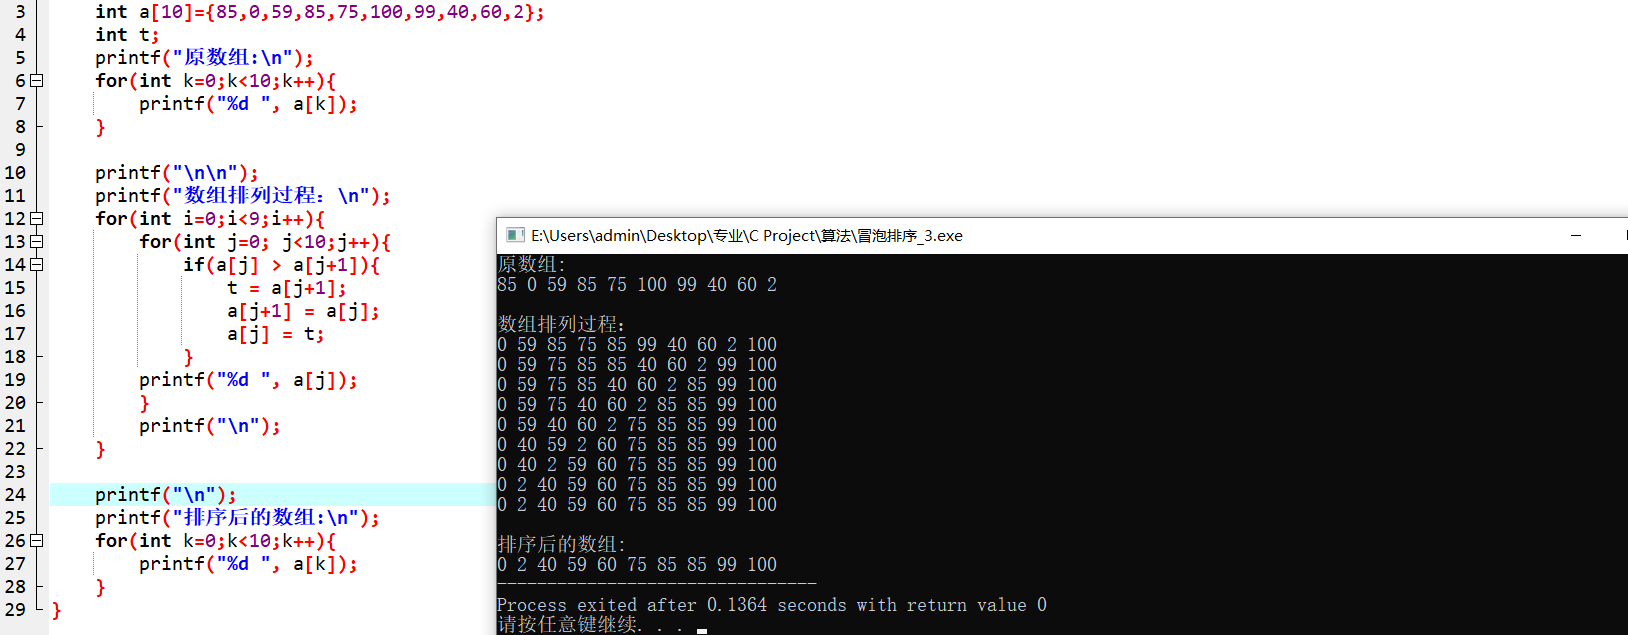 3 int a[10]={85,0,59,85,75,100,99,40,60,2};
4 int t;
5 printf("原数组:\n");
6 for(int k=0;k<10;k++){
7 printf("%d ", a[k]);
8 }
9
10 printf("\n\n");
11 printf("数组排列过程：\n");
12 for(int i=0;i<9;i++){
13 for(int j=0; j<10;j++){
14 if(a[j] > a[j+1]){
15 t = a[j+1];
16 a[j+1] = a[j];
17 a[j] = t;
18 }
19 printf("%d ", a[j]);
20 }
21 printf("\n");
22 }
23
24 printf("\n");
25 printf("排序后的数组:\n");
26 for(int k=0;k<10;k++){
27 printf("%d ", a[k]);
28 }
29 }
E:\Users\admin\Desktop\专业\C Project\算法\冒泡排序_3.exe
原数组:
85 0 59 85 75 100 99 40 60 2
数组排列过程：
0 59 85 75 85 99 40 60 2 100
0 59 75 85 85 40 60 2 99 100
0 59 75 85 40 60 2 85 99 100
0 59 75 40 60 2 85 85 99 100
0 59 40 60 2 75 85 85 99 100
0 40 59 2 60 75 85 85 99 100
0 40 2 59 60 75 85 85 99 100
0 2 40 59 60 75 85 85 99 100
0 2 40 59 60 75 85 85 99 100
排序后的数组:
0 2 40 59 60 75 85 85 99 100
--------------------------------
Process exited after 0.1364 seconds with return value 0
请按任意键继续. . .